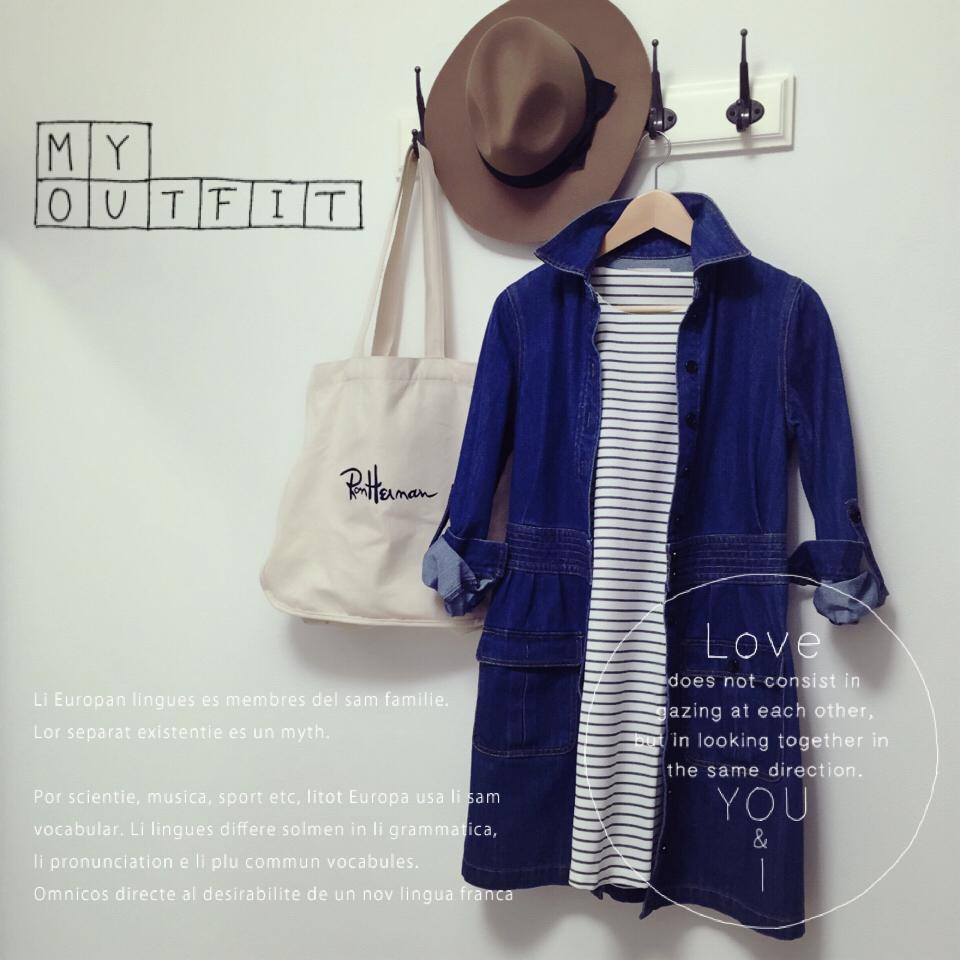 MY
OUTFIT
Ron Herman
Love
does not consist in
gazing at each other,
but in looking together in
the same direction.
YOU
&
I
Li Europan lingues es membres del sam familie.
Lor separat existentie es un myth.
Por scientie, musica, sport etc, litot Europa usa li sam
vocabular. Li lingues differe solmen in li grammatica,
li pronunciation e li plu commun vocabules.
Omnicos directe al desirabilite de un nov lingua franca